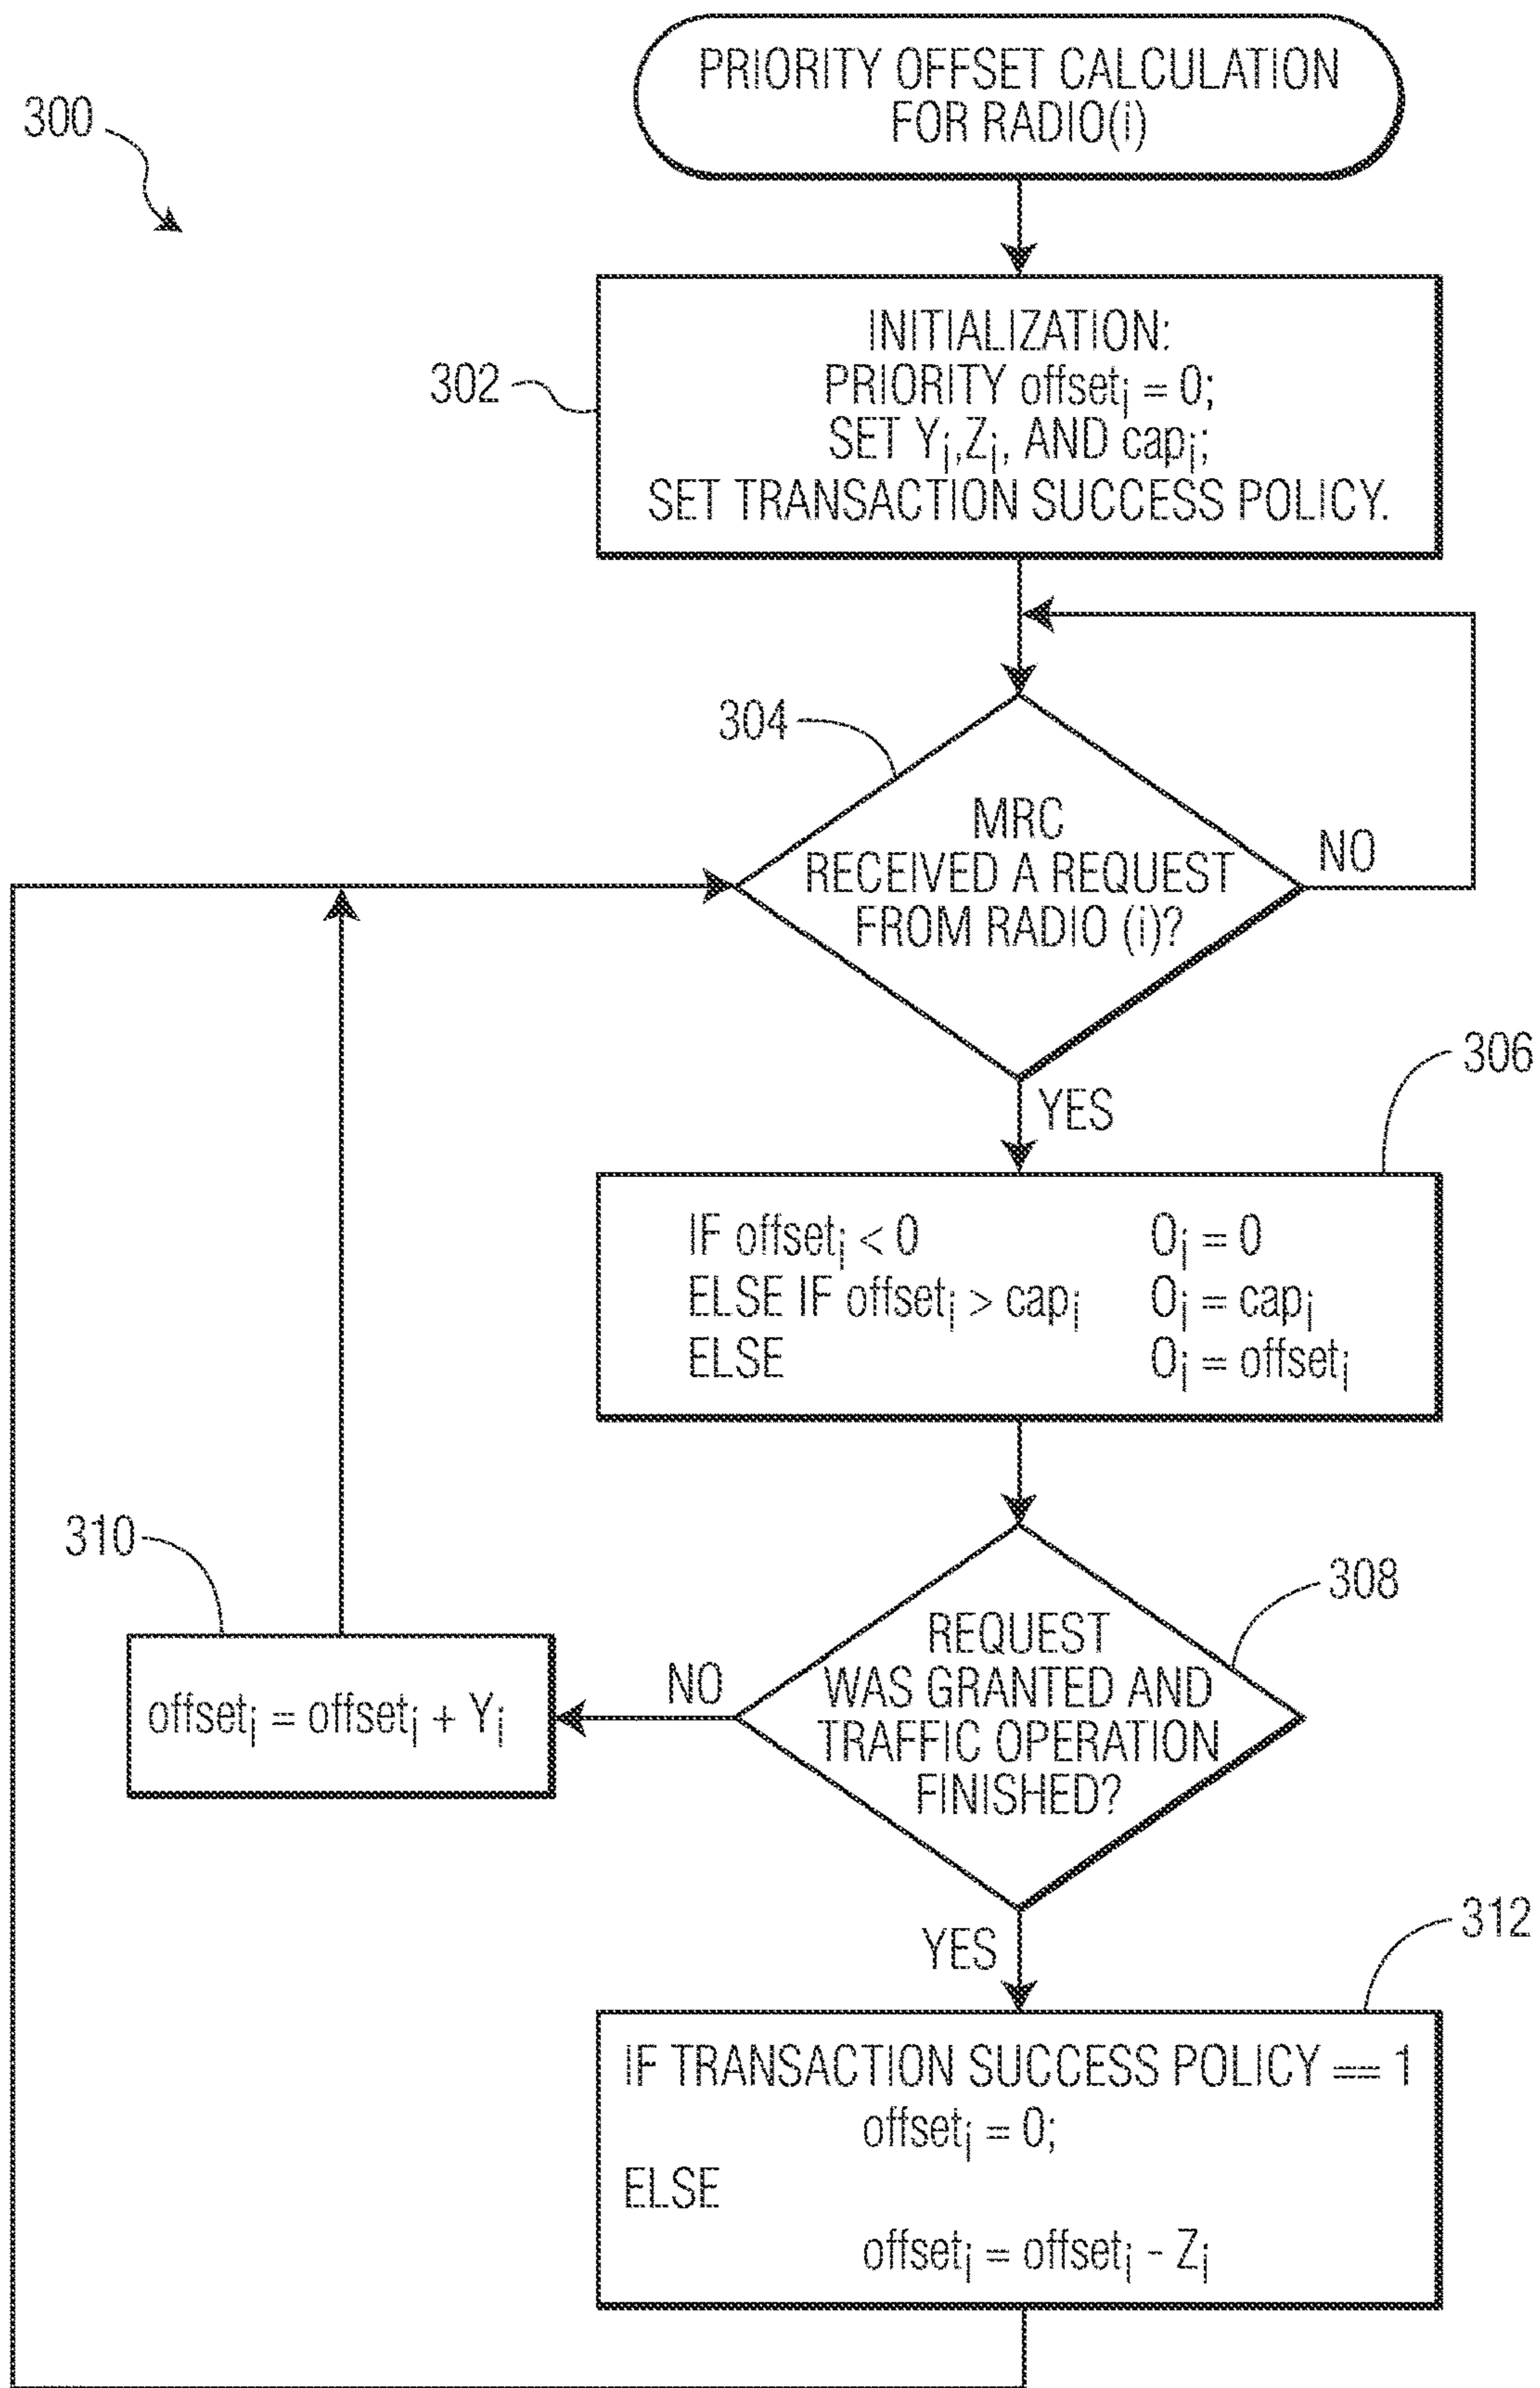 PRIORITY OFFSET CALCULATION
FOR RADIO(i)
300
302
INITIALIZATION:
PRIORITY offsetᵢ = 0;
SET Yᵢ,Zᵢ, AND capᵢ;
SET TRANSACTION SUCCESS POLICY.
304
MRC
RECEIVED A REQUEST
FROM RADIO (i)?
NO
YES
306
IF offsetᵢ < 0 Oᵢ = 0
ELSE IF offsetᵢ > capᵢ Oᵢ = capᵢ
ELSE Oᵢ = offsetᵢ
308
REQUEST
WAS GRANTED AND
TRAFFIC OPERATION
FINISHED?
NO
310
offsetᵢ = offsetᵢ + Yᵢ
YES
312
IF TRANSACTION SUCCESS POLICY == 1
offsetᵢ = 0;
ELSE
offsetᵢ = offsetᵢ - Zᵢ